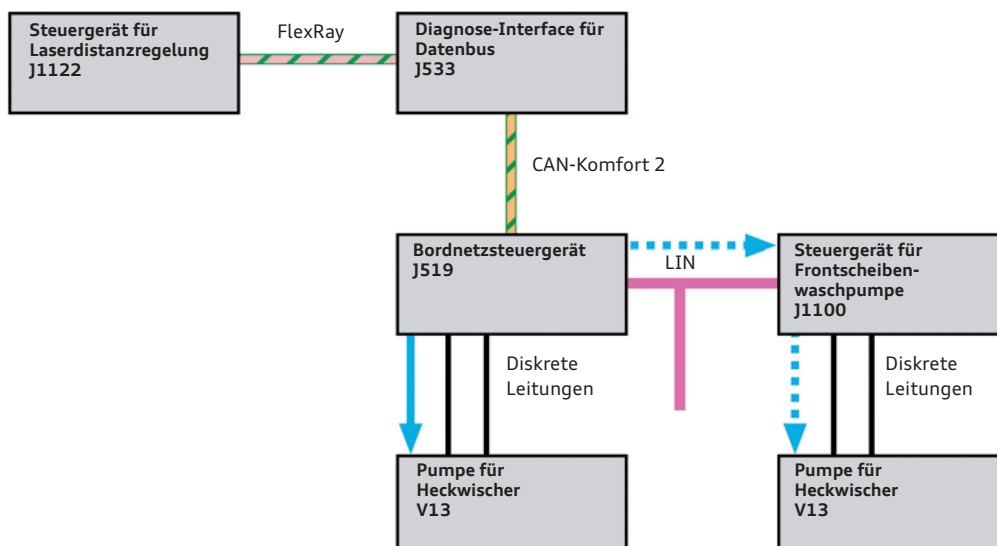 Steuergerät für
Laserdistanzregelung
J1122
FlexRay
Diagnose-Interface für
Datenbus
J533
CAN-Komfort 2
Bordnetzsteuergerät
J519
LIN
Steuergerät für
Frontscheiben-
waschpumpe
J1100
Diskrete
Leitungen
Diskrete
Leitungen
Pumpe für
Heckwischer
V13
Pumpe für
Heckwischer
V13